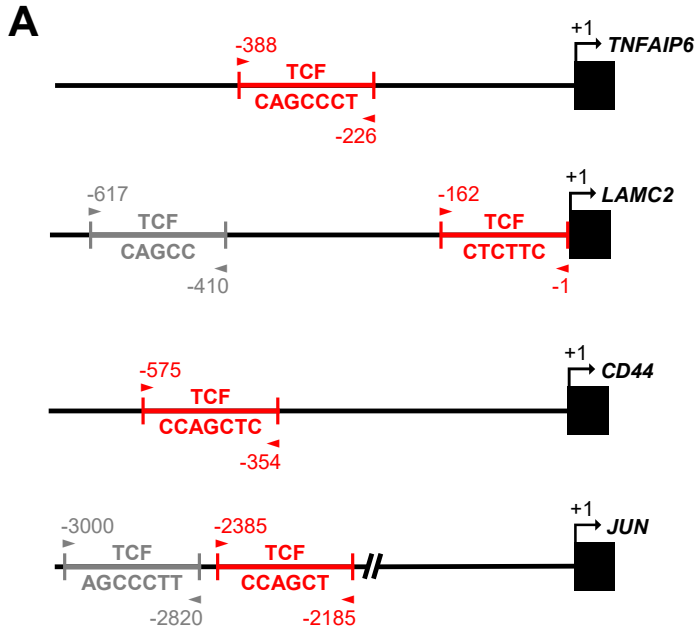 A
-388
+1
TNFAIP6
TCF
CAGCCCT
-226
-617
-162
+1
LAMC2
TCF
TCF
CAGCC
CTCTTC
-410
-1
-575
+1
CD44
TCF
CCAGCTC
-354
-3000
-2385
+1
JUN
TCF
TCF
AGCCCTT
CCAGCT
-2820
-2185